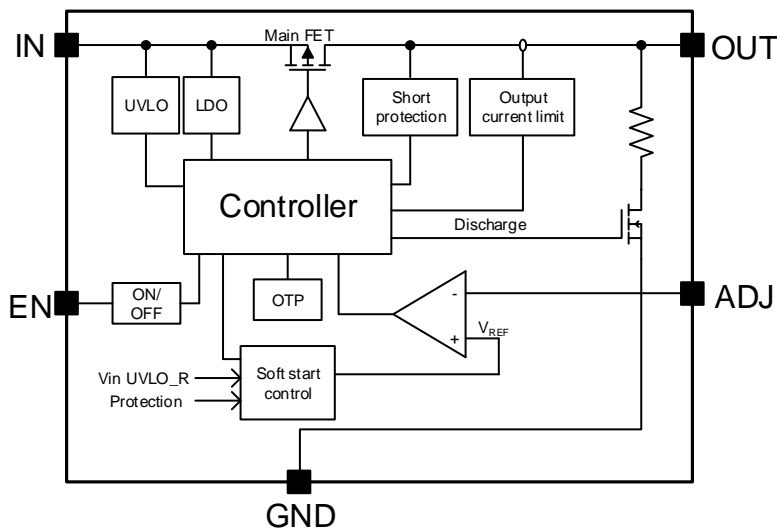 IN
Main FET
OUT
UVLO
LDO
Short
protection
Output
current limit
Controller
Discharge
EN
ON/
OFF
OTP
-
+
VREF
ADJ
Vin UVLO_R
Protection
Soft start
control
GND